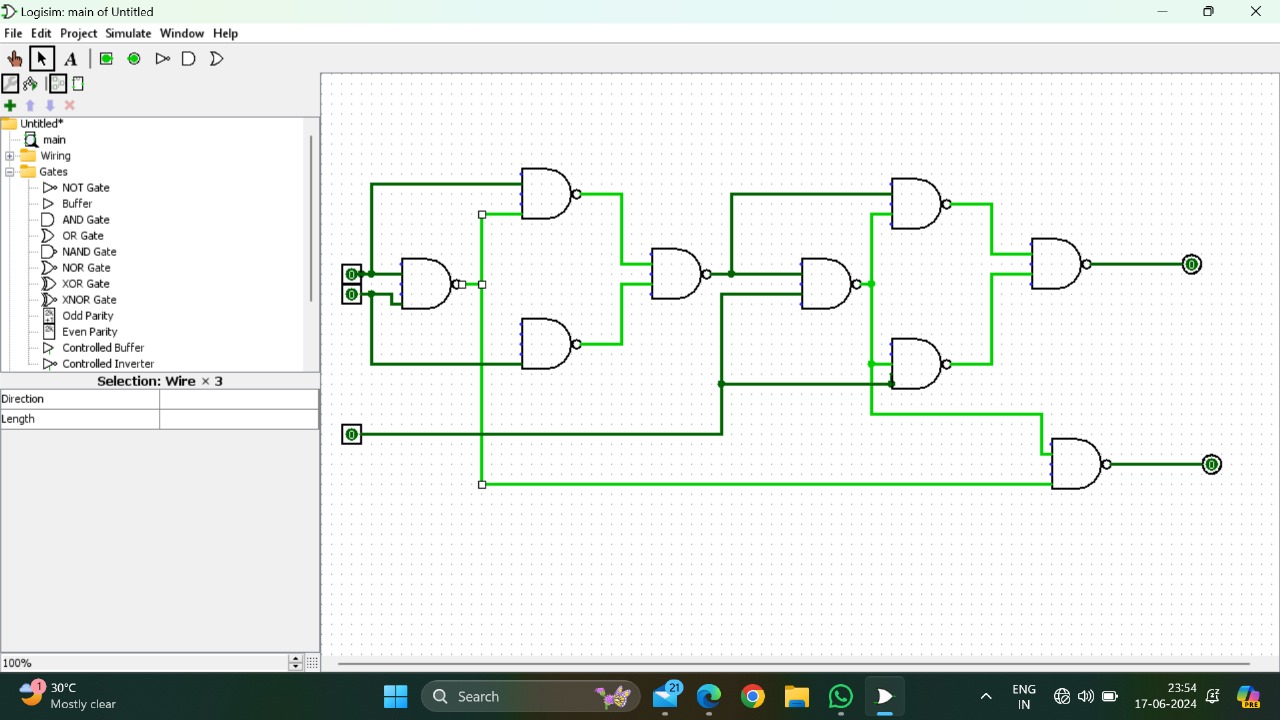 Logisim: main of Untitled
File Edit Project Simulate Window Help
A
Untitled*
main
Wiring
Gates
NOT Gate
Buffer
AND Gate
OR Gate
NAND Gate
NOR Gate
XOR Gate
XNOR Gate
Odd Parity
Even Parity
Controlled Buffer
Controlled Inverter
Selection: Wire × 3
Direction
Length
100%
0
0
0
0
0
1
30°C
Mostly clear
Search
21
ENG
IN
23:54
17-06-2024
PRE